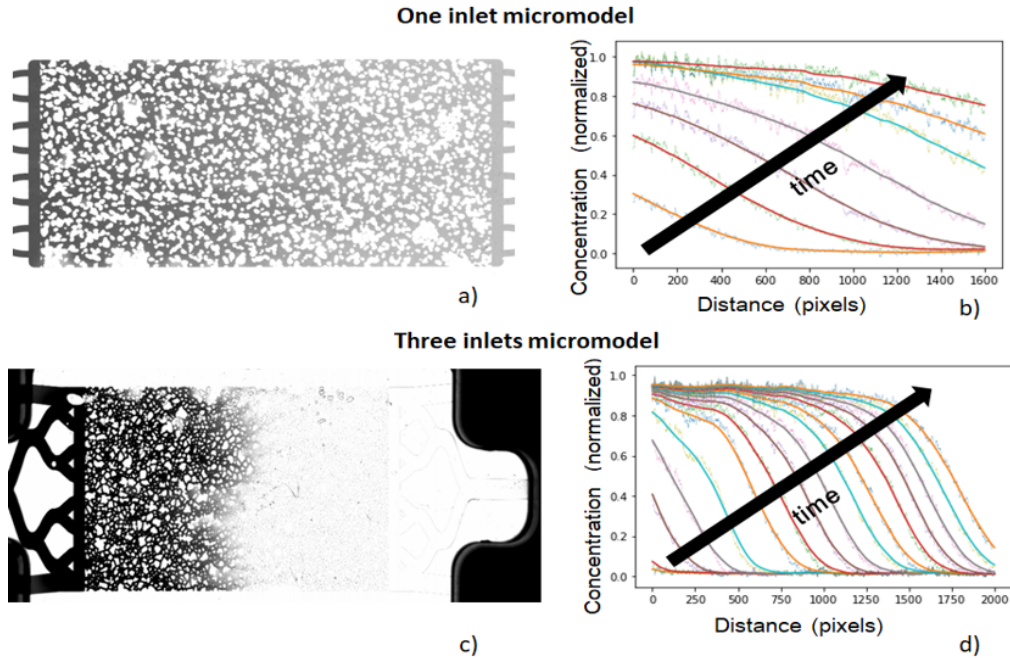 One inlet micromodel
a)
Concentration (normalized)
1.0
0.8
0.6
0.4
0.2
0.0
time
0 200 400 600 800 1000 1200 1400 1600
Distance (pixels)
b)
Three inlets micromodel
c)
Concentration (normalized)
1.0
0.8
0.6
0.4
0.2
0.0
time
0 250 500 750 1000 1250 1500 1750 2000
Distance (pixels)
d)